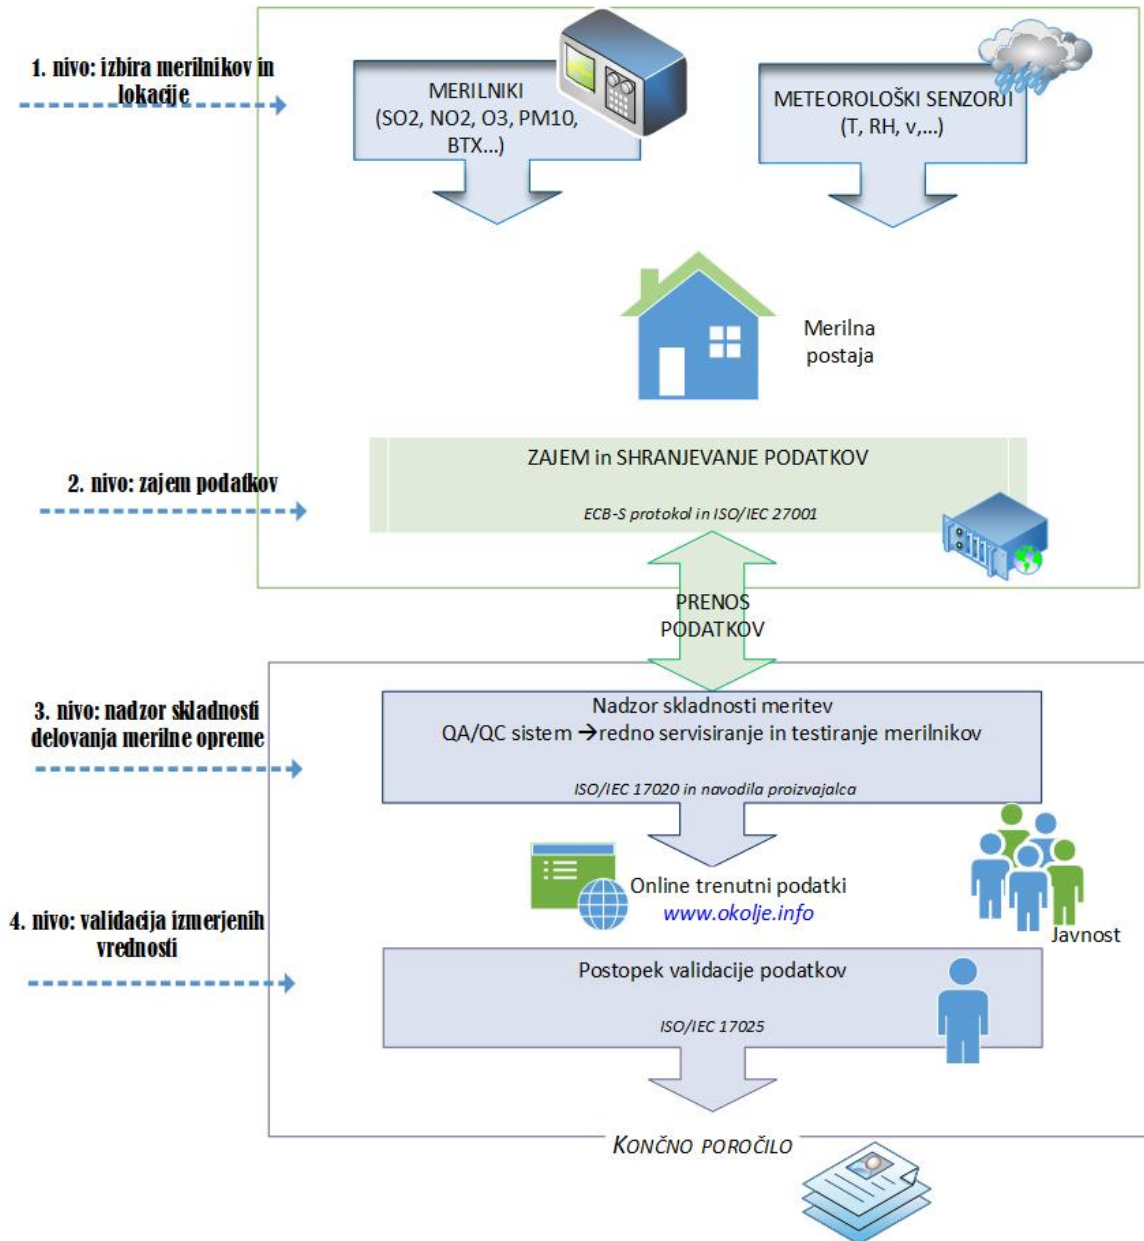 1. nivo: izbira merilnikov in
lokacije
MERILNIKI
(SO2, NO2, O3, PM10,
BTX...)
METEOROLOŠKI SENZORJI
(T, RH, v,...)
Merilna
postaja
2. nivo: zajem podatkov
ZAJEM in SHRANJEVANJE PODATKOV
ECB-S protokol in ISO/IEC 27001
PRENOS
PODATKOV
3. nivo: nadzor skladnosti
delovanja merilne opreme
Nadzor skladnosti meritev
QA/QC sistem →redno servisiranje in testiranje merilnikov
ISO/IEC 17020 in navodila proizvajalca
Online trenutni podatki
www.okolje.info
Javnost
4. nivo: validacija izmerjenih
vrednosti
Postopek validacije podatkov
ISO/IEC 17025
KONČNO POROČILO